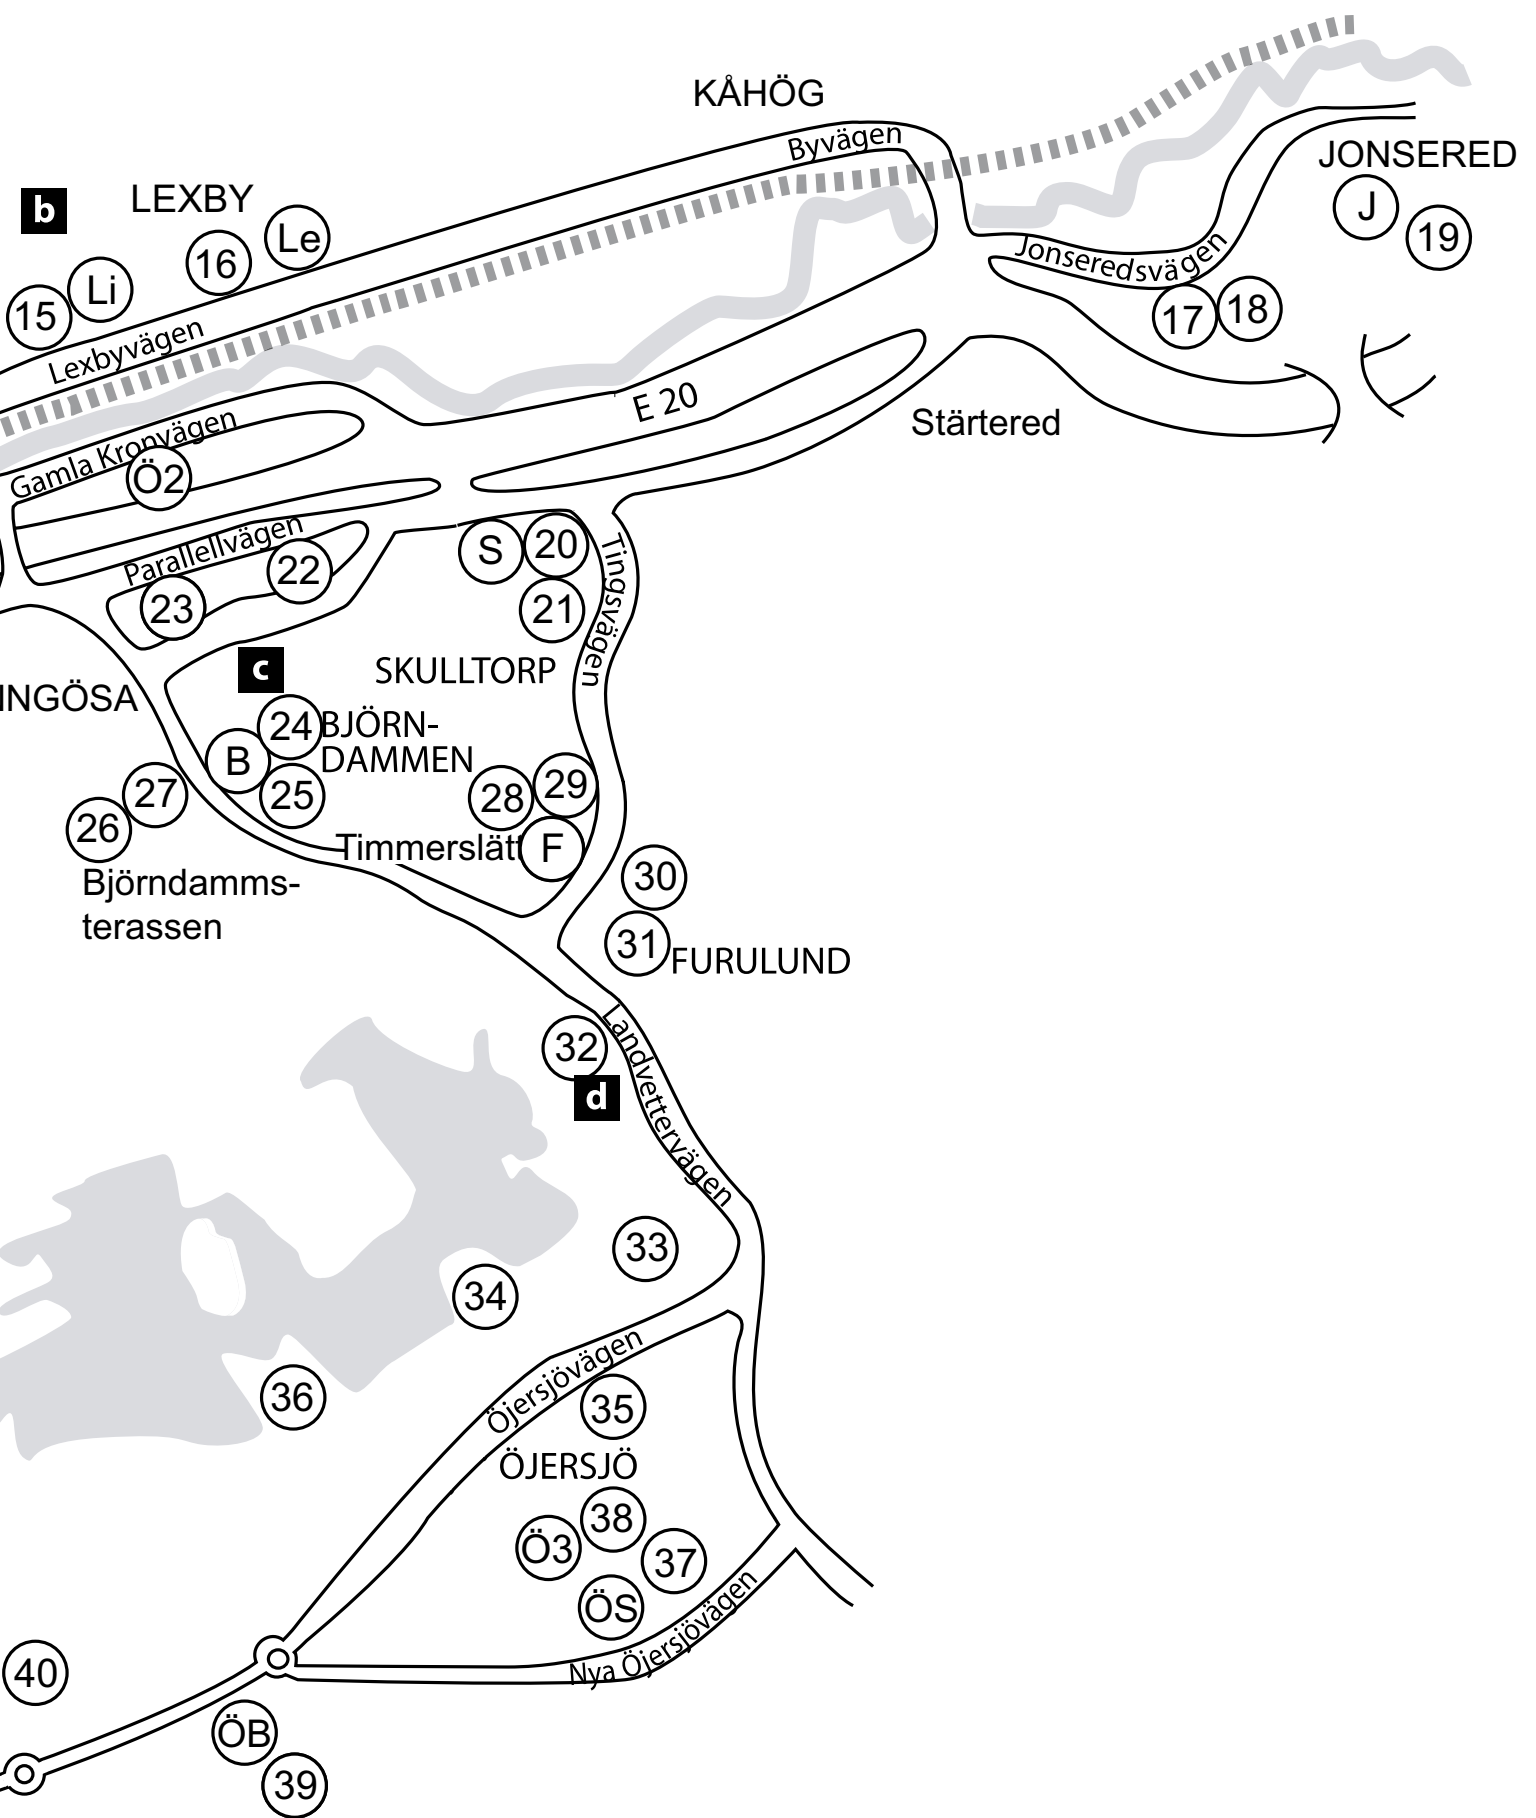 KÅHÖG
Byvägen
JONSERED
b
LEXBY
J
19
Le
16
Li
15
Jonseredsvägen
17
18
Lexbyvägen
E 20
Stärtered
Gamla Kronvägen
Ö2
Parallellvägen
S
20
22
23
21
Tingsvägen
c
SKULLTORP
INGÖSA
24
BJÖRN-
DAMMEN
B
25
27
26
28
29
Timmerslätt
F
Björndamms-
terassen
30
31
FURULUND
32
d
Landvettervägen
33
34
Öjersjövägen
36
35
ÖJERSJÖ
38
Ö3
37
ÖS
Nya Öjersjövägen
40
ÖB
39